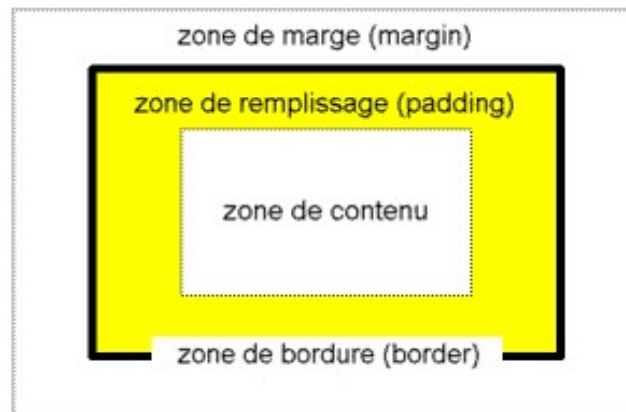 zone de marge (margin)
zone de remplissage (padding)
zone de contenu
zone de bordure (border)